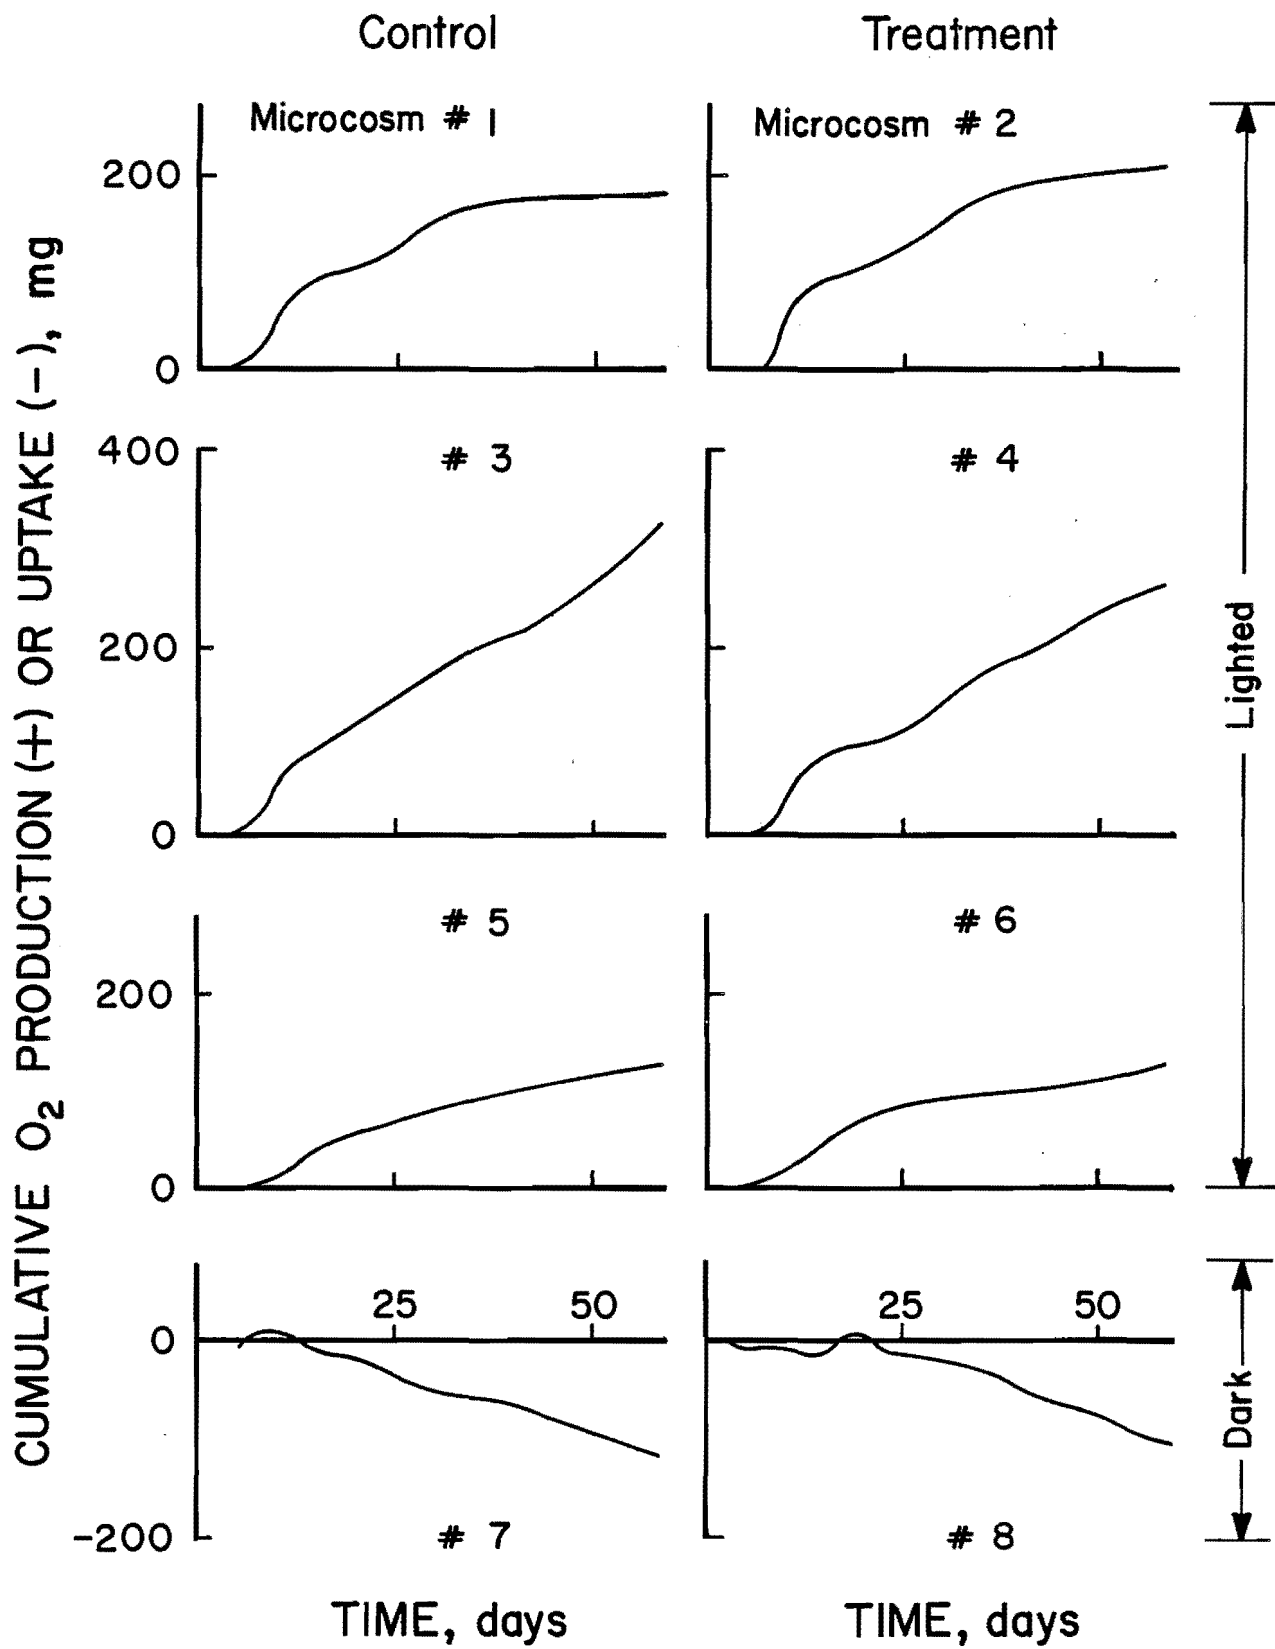 Control
Treatment
Microcosm # 1
Microcosm # 2
200
0
400
# 3
# 4
200
0
# 5
# 6
200
0
25
50
25
50
0
-200
# 7
# 8
TIME, days
TIME, days
CUMULATIVE O₂ PRODUCTION (+) OR UPTAKE (-), mg
Lighted
Dark